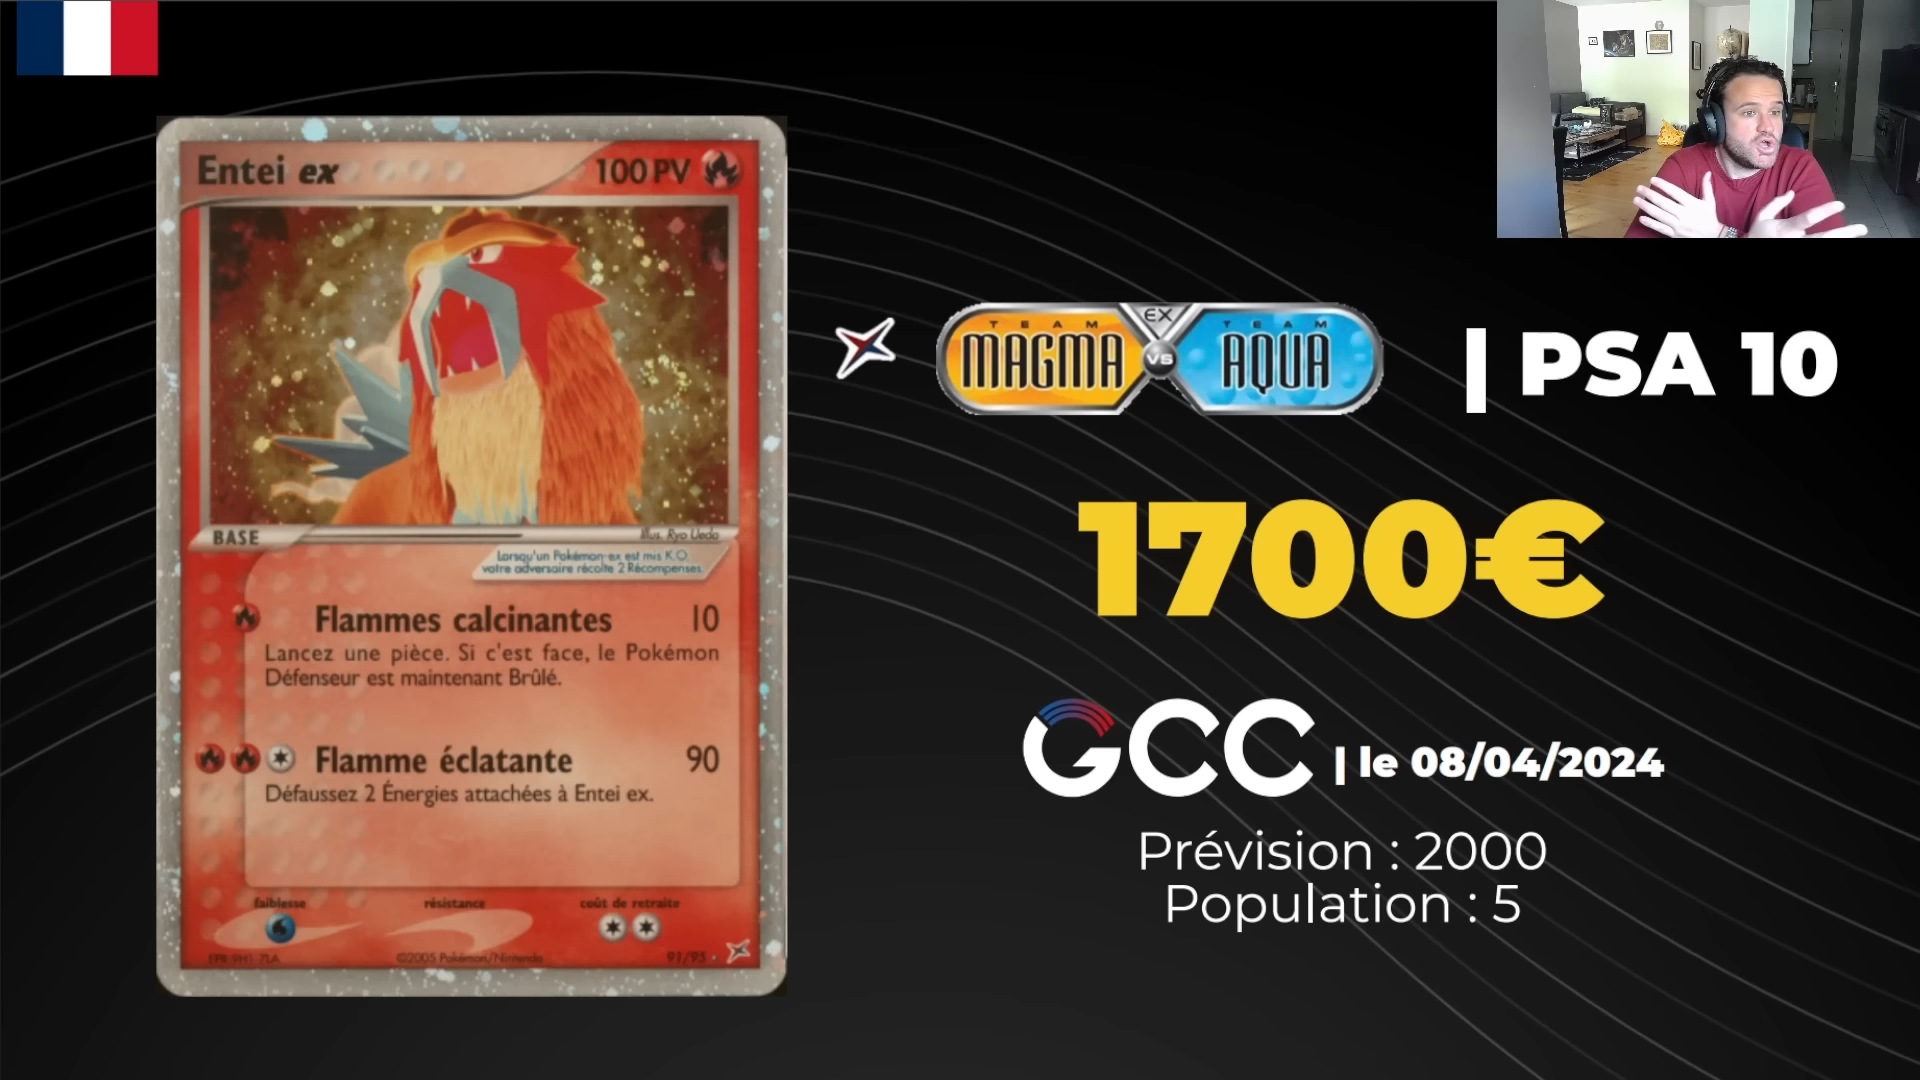 Entei ex 100 PV
BASE
Illus. Ryo Ueda
Lorsqu'un Pokémon-ex est mis K.O.
votre adversaire récolte 2 Récompenses.
Flammes calcinantes 10
Lancez une pièce. Si c'est face, le Pokémon
Défenseur est maintenant Brûlé.
Flamme éclatante 90
Défaussez 2 Énergies attachées à Entei ex.
faiblesse résistance coût de retraite
©2005 Pokémon/Nintendo 91/95
EX
TEAM TEAM
MAGMA VS AQUA
| PSA 10
1700€
GCC | le 08/04/2024
Prévision : 2000
Population : 5